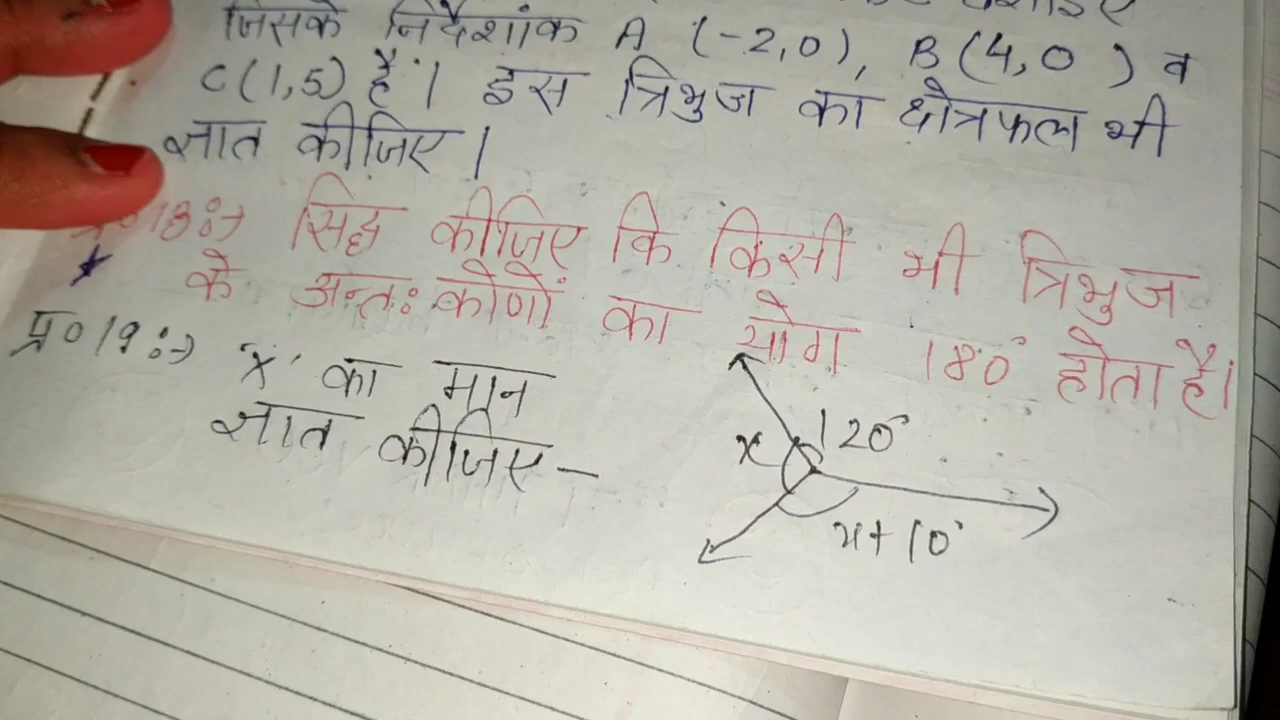 जिसके निर्देशांक A (-2,0), B(4,0) व
C(1,5) है। इस त्रिभुज का क्षेत्रफल भी
ज्ञात कीजिए।
प्र०18:→ सिद्ध कीजिए कि किसी भी त्रिभुज
के अन्तः कोणों का योग 180° होता है।
प्र०19:→ 'x' का मान
ज्ञात कीजिए-
120°
x
x+10°